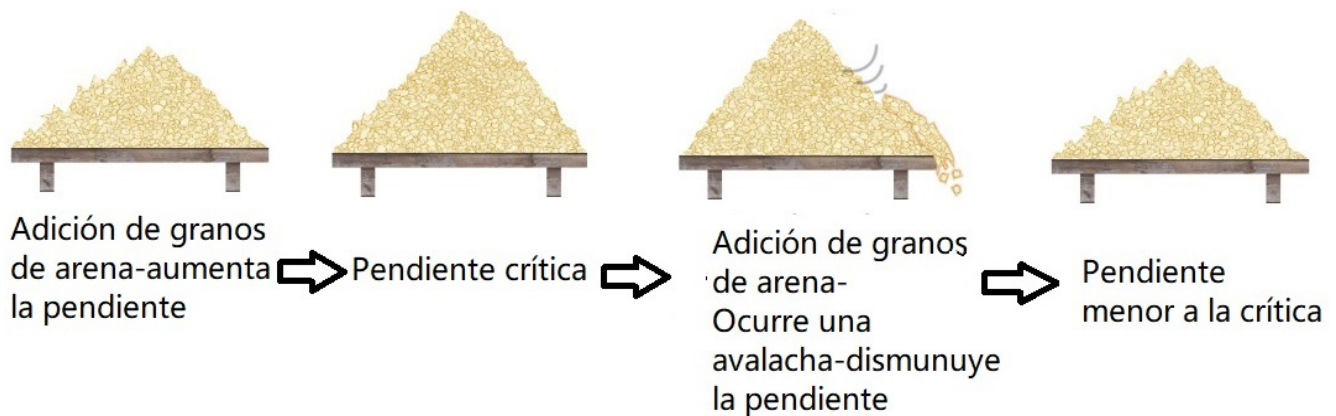 Adición de granos
de arena-aumenta
la pendiente
Pendiente crítica
Adición de granos
de arena-
Ocurre una
avalacha-dismunuye
la pendiente
Pendiente
menor a la crítica